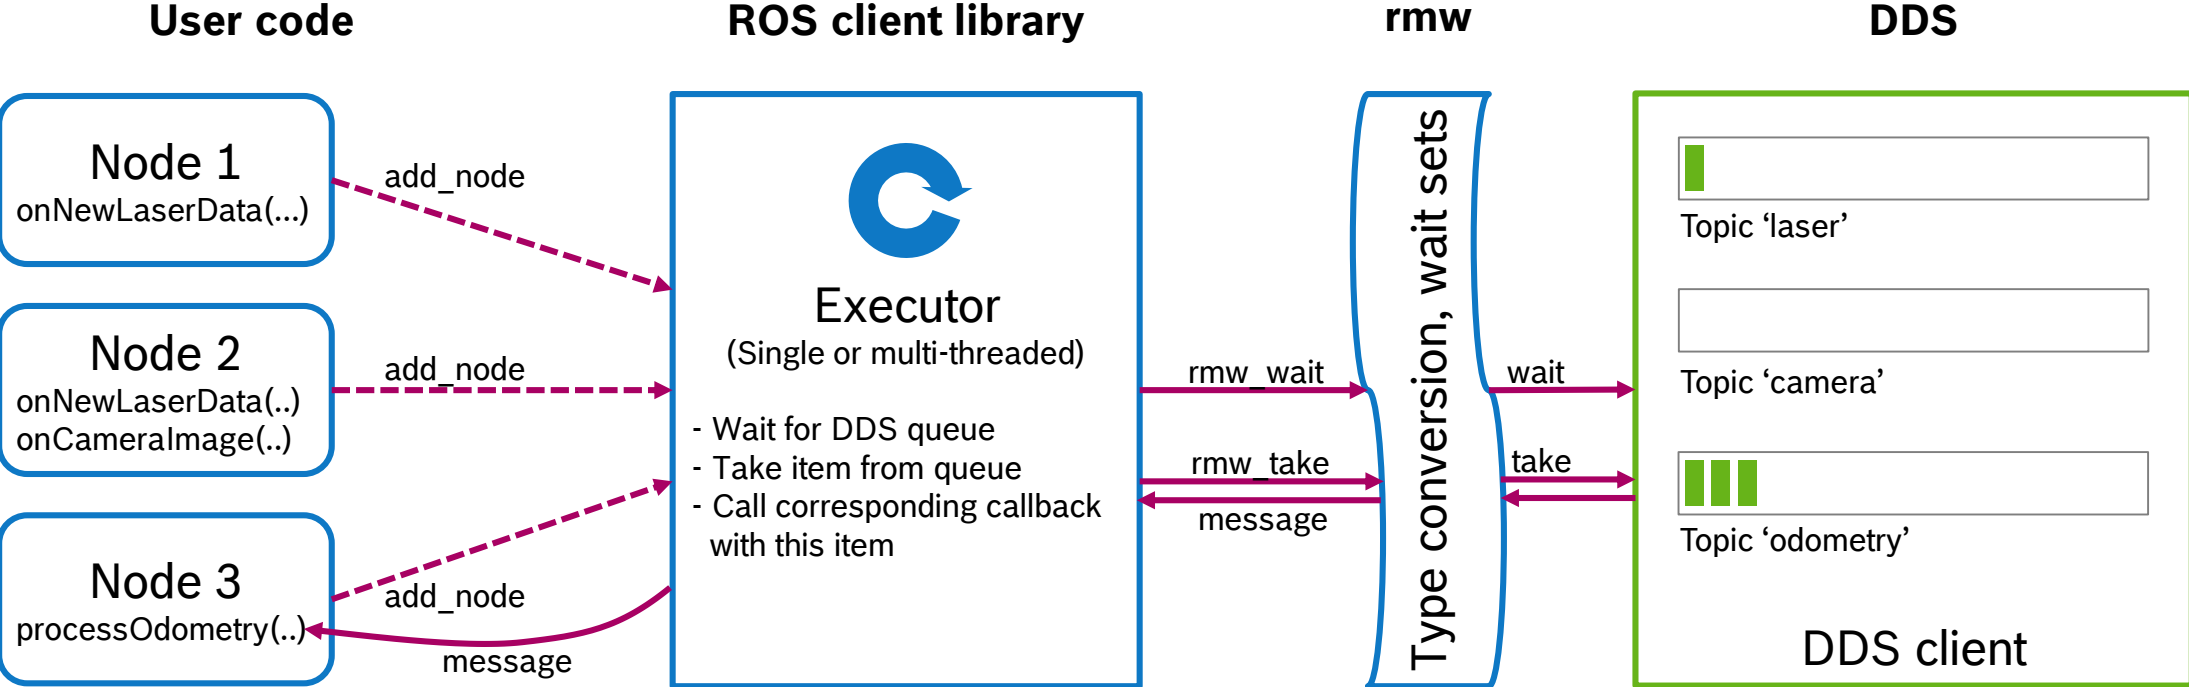 User code
ROS client library
rmw
DDS
Node 1
onNewLaserData(...)
add_node
Node 2
onNewLaserData(..)
onCameraImage(..)
add_node
Node 3
processOdometry(..)
add_node
message
Executor
(Single or multi-threaded)
- Wait for DDS queue
- Take item from queue
- Call corresponding callback
with this item
rmw_wait
rmw_take
message
Type conversion, wait sets
wait
take
Topic ‘laser’
Topic ‘camera’
Topic ‘odometry’
DDS client